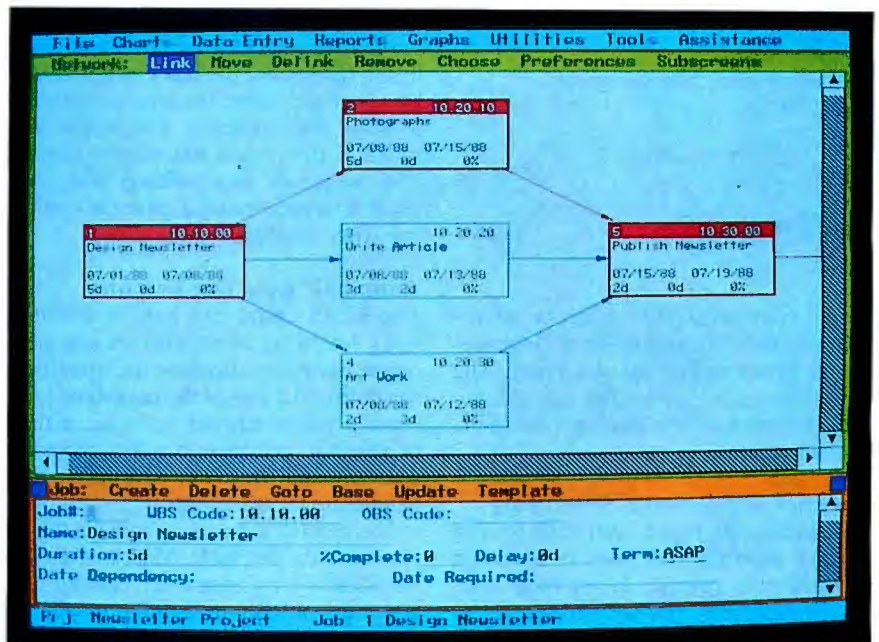 File Charts Data Entry Reports Graphs Utilities Tools Assistance
Network: Link Move Delink Remove Choose Preferences Subscreens
2 10.20.10
Photographs
07/08/88 07/15/88
5d 0d 0%
1 10.10.00
Design Newsletter
07/01/88 07/08/88
5d 0d 0%
3 10.20.20
Write Article
07/08/88 07/13/88
3d 2d 0%
5 10.30.00
Publish Newsletter
07/15/88 07/19/88
2d 0d 0%
4 10.20.30
Art Work
07/08/88 07/12/88
2d 3d 0%
Job: Create Delete Goto Base Update Template
Job#: WBS Code:10.10.00 OBS Code:
Name:Design Newsletter
Duration:5d %Complete:0 Delay:0d Term:ASAP
Date Dependency: Date Required:
Prj: Newsletter Project Job: 1 Design Newsletter